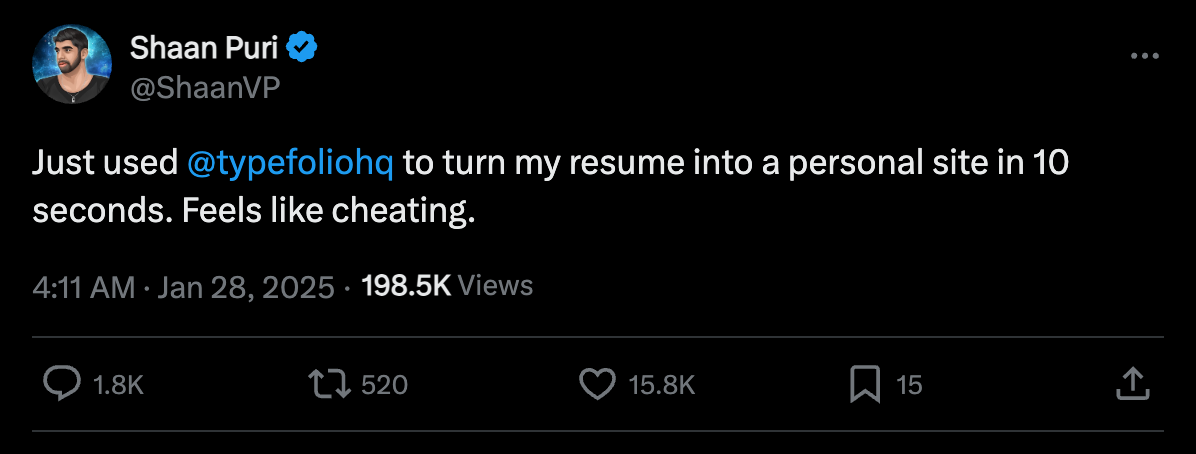 Shaan Puri
@ShaanVP
Just used @typefoliohq to turn my resume into a personal site in 10
seconds. Feels like cheating.
4:11 AM · Jan 28, 2025 · 198.5K Views
1.8K 520 15.8K 15